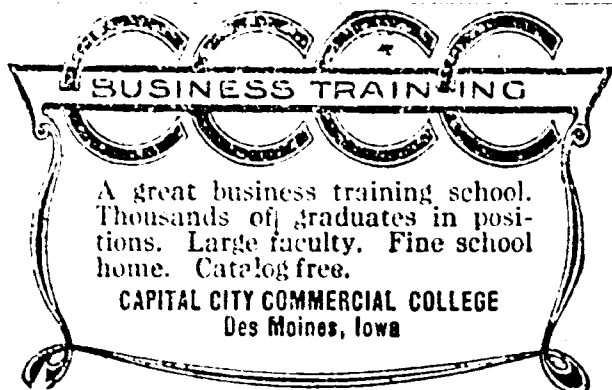 CCCC
BUSINESS TRAINING
A great business training school.
Thousands of graduates in posi-
tions. Large faculty. Fine school
home. Catalog free.
CAPITAL CITY COMMERCIAL COLLEGE
Des Moines, Iowa